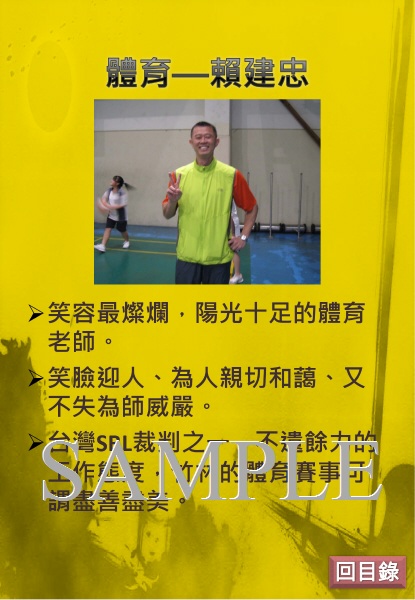 體育—賴建忠
➢笑容最燦爛，陽光十足的體育
老師。
➢笑臉迎人、為人親切和藹、又
不失為師威嚴。
➢台灣SBL裁判之一，不遺餘力的
工作態度，竹林的體育賽事可
謂盡善盡美。
SAMPLE
回目錄